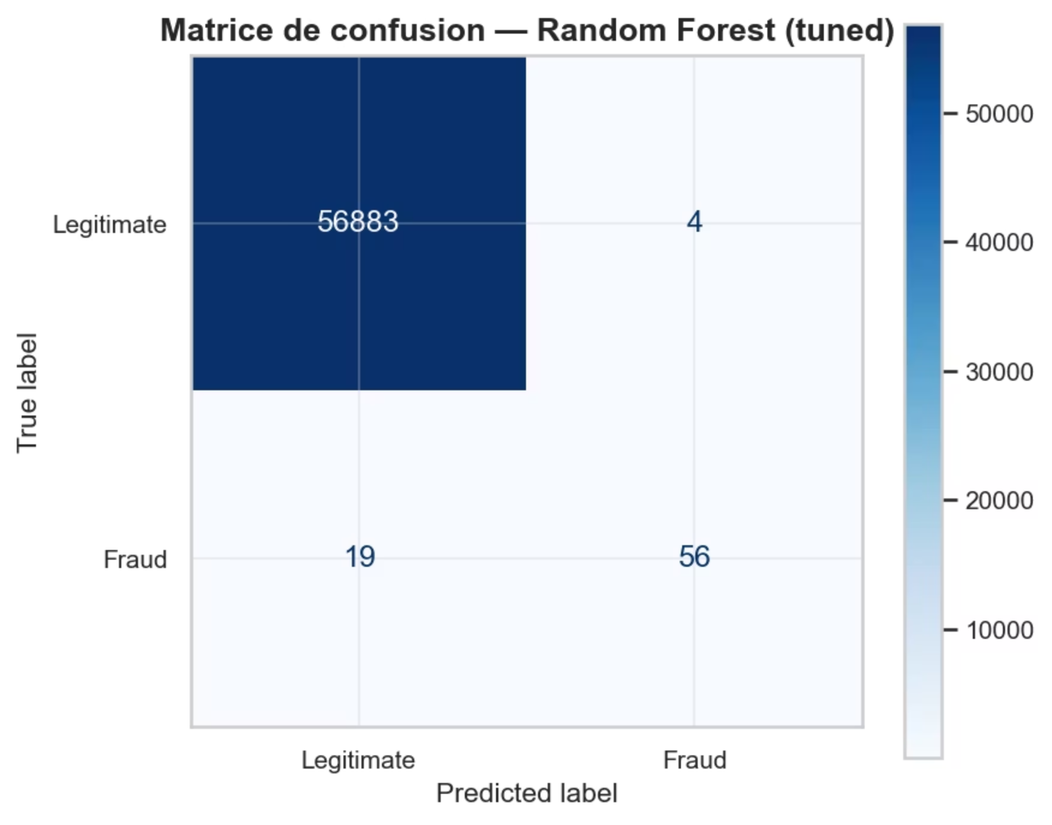 Matrice de confusion — Random Forest (tuned)
50000
40000
30000
20000
10000
True label
Legitimate
56883
4
Fraud
19
56
Legitimate
Fraud
Predicted label